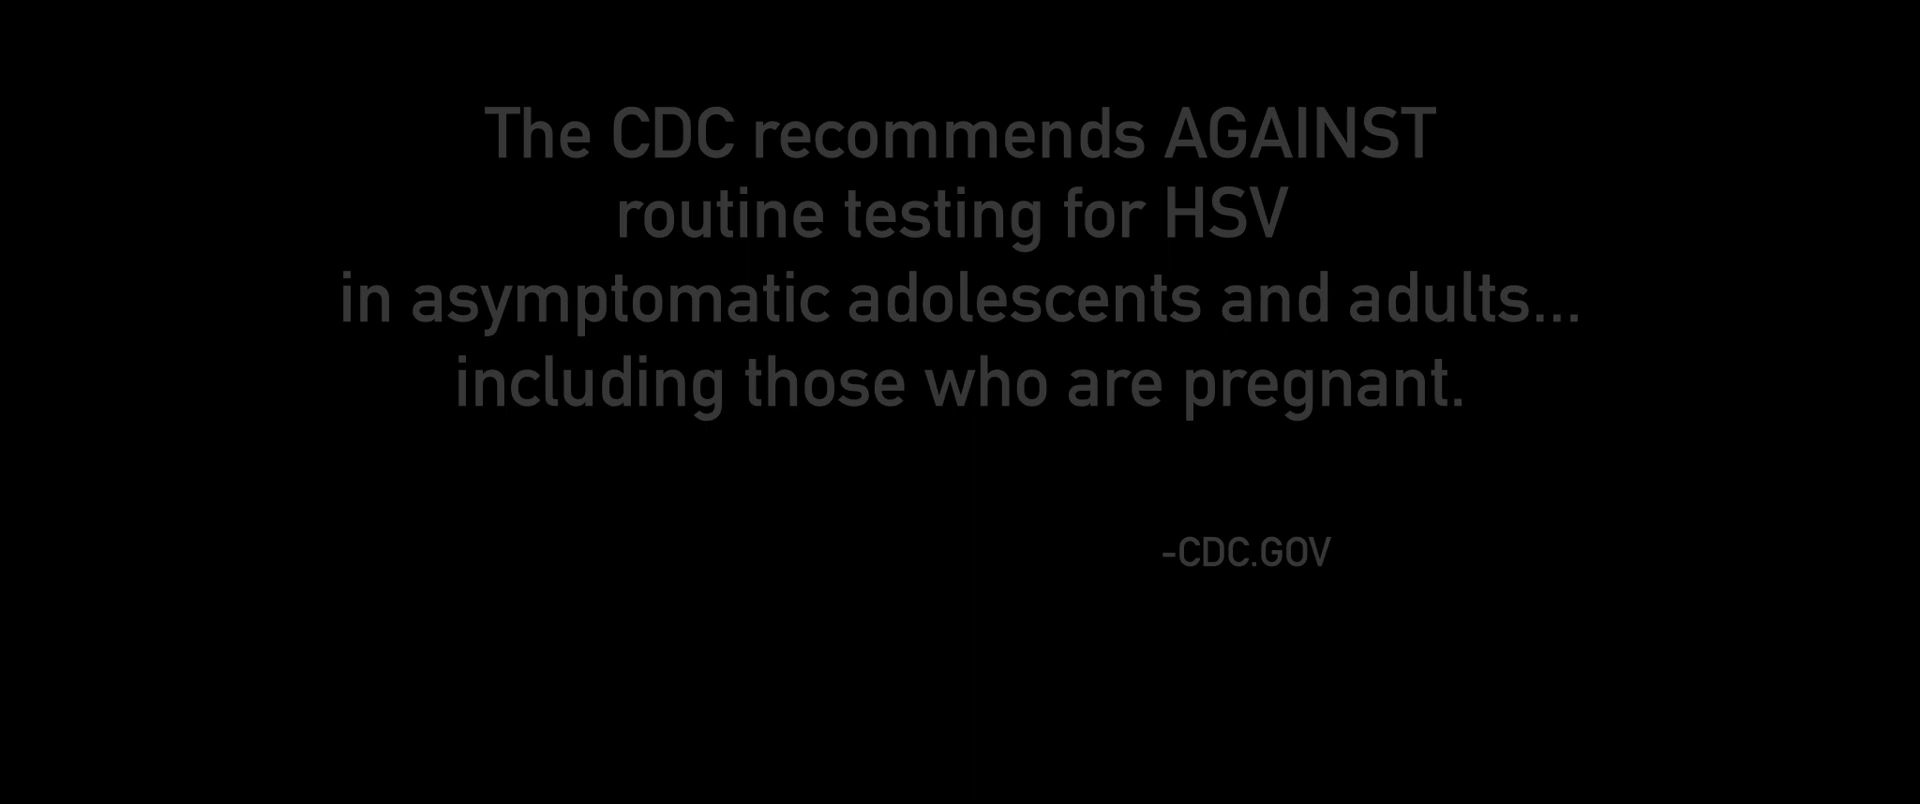 The CDC recommends AGAINST
routine testing for HSV
in asymptomatic adolescents and adults...
including those who are pregnant.
-CDC.GOV